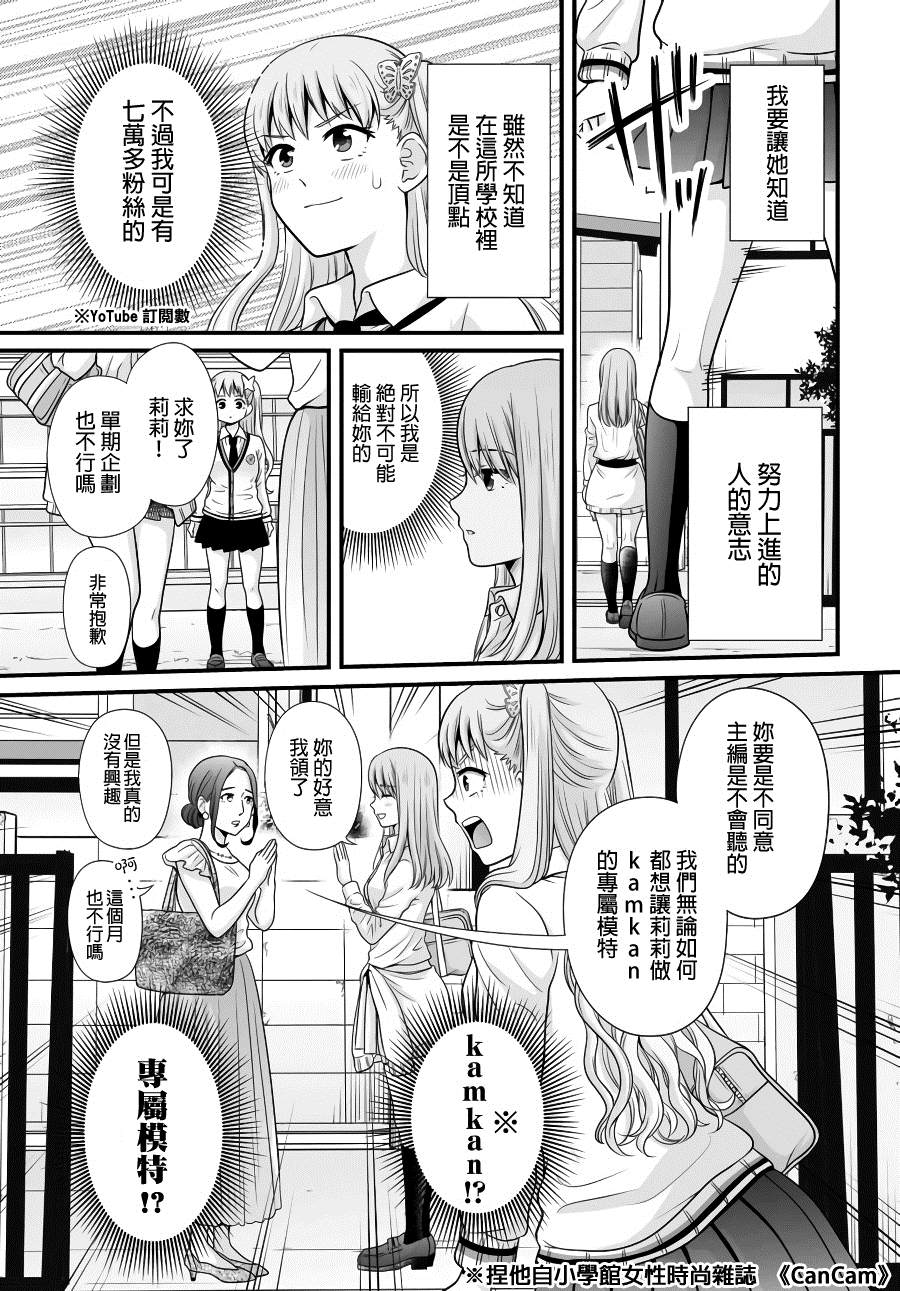 我要讓她知道
努力上進的
人的意志
雖然不知道
在這所學校裡
是不是頂點
不過我可是有
七萬多粉絲的
※YoTube 訂閲數
所以我是
絕對不可能
輸給妳的
求妳了
莉莉！
單期企劃
也不行嗎
非常抱歉
妳要是不同意
主編是不會聽的
我們無論如何
都想讓莉莉做
kamkan
的專屬模特
妳的好意
我領了
但是我真的
沒有興趣
啊…
這個月
也不行嗎
※
kamkan!?
專屬模特!?
※捏他自小學館女性時尚雜誌 《CanCam》